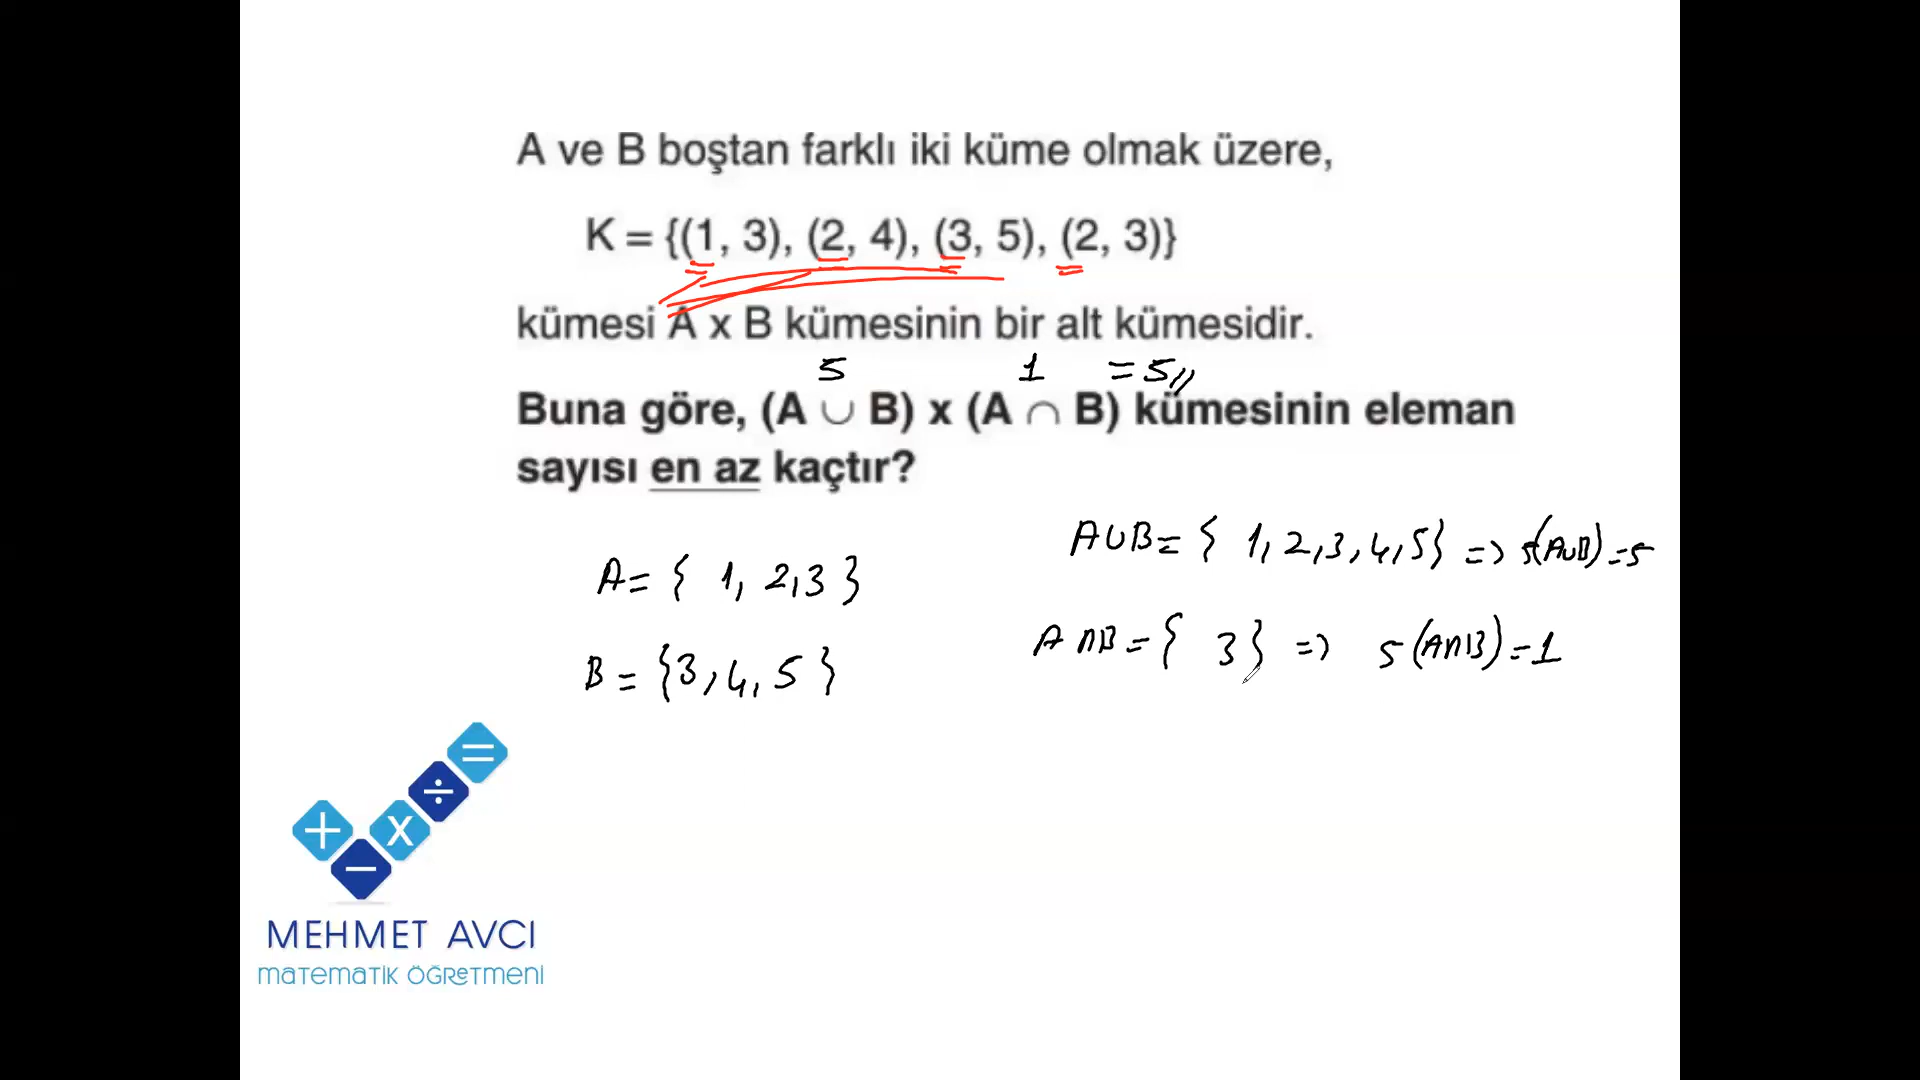 A ve B boştan farklı iki küme olmak üzere,
K = {(1, 3), (2, 4), (3, 5), (2, 3)}
kümesi A x B kümesinin bir alt kümesidir.
5 1 = 5//
Buna göre, (A ∪ B) x (A ∩ B) kümesinin eleman
sayısı en az kaçtır?
A = { 1, 2, 3 }
B = {3, 4, 5 }
A∪B = { 1, 2, 3, 4, 5} => s(A∪B) = 5
A∩B = { 3} => s(A∩B) = 1
+ - x ÷ =
MEHMET AVCI
matematik öğretmeni